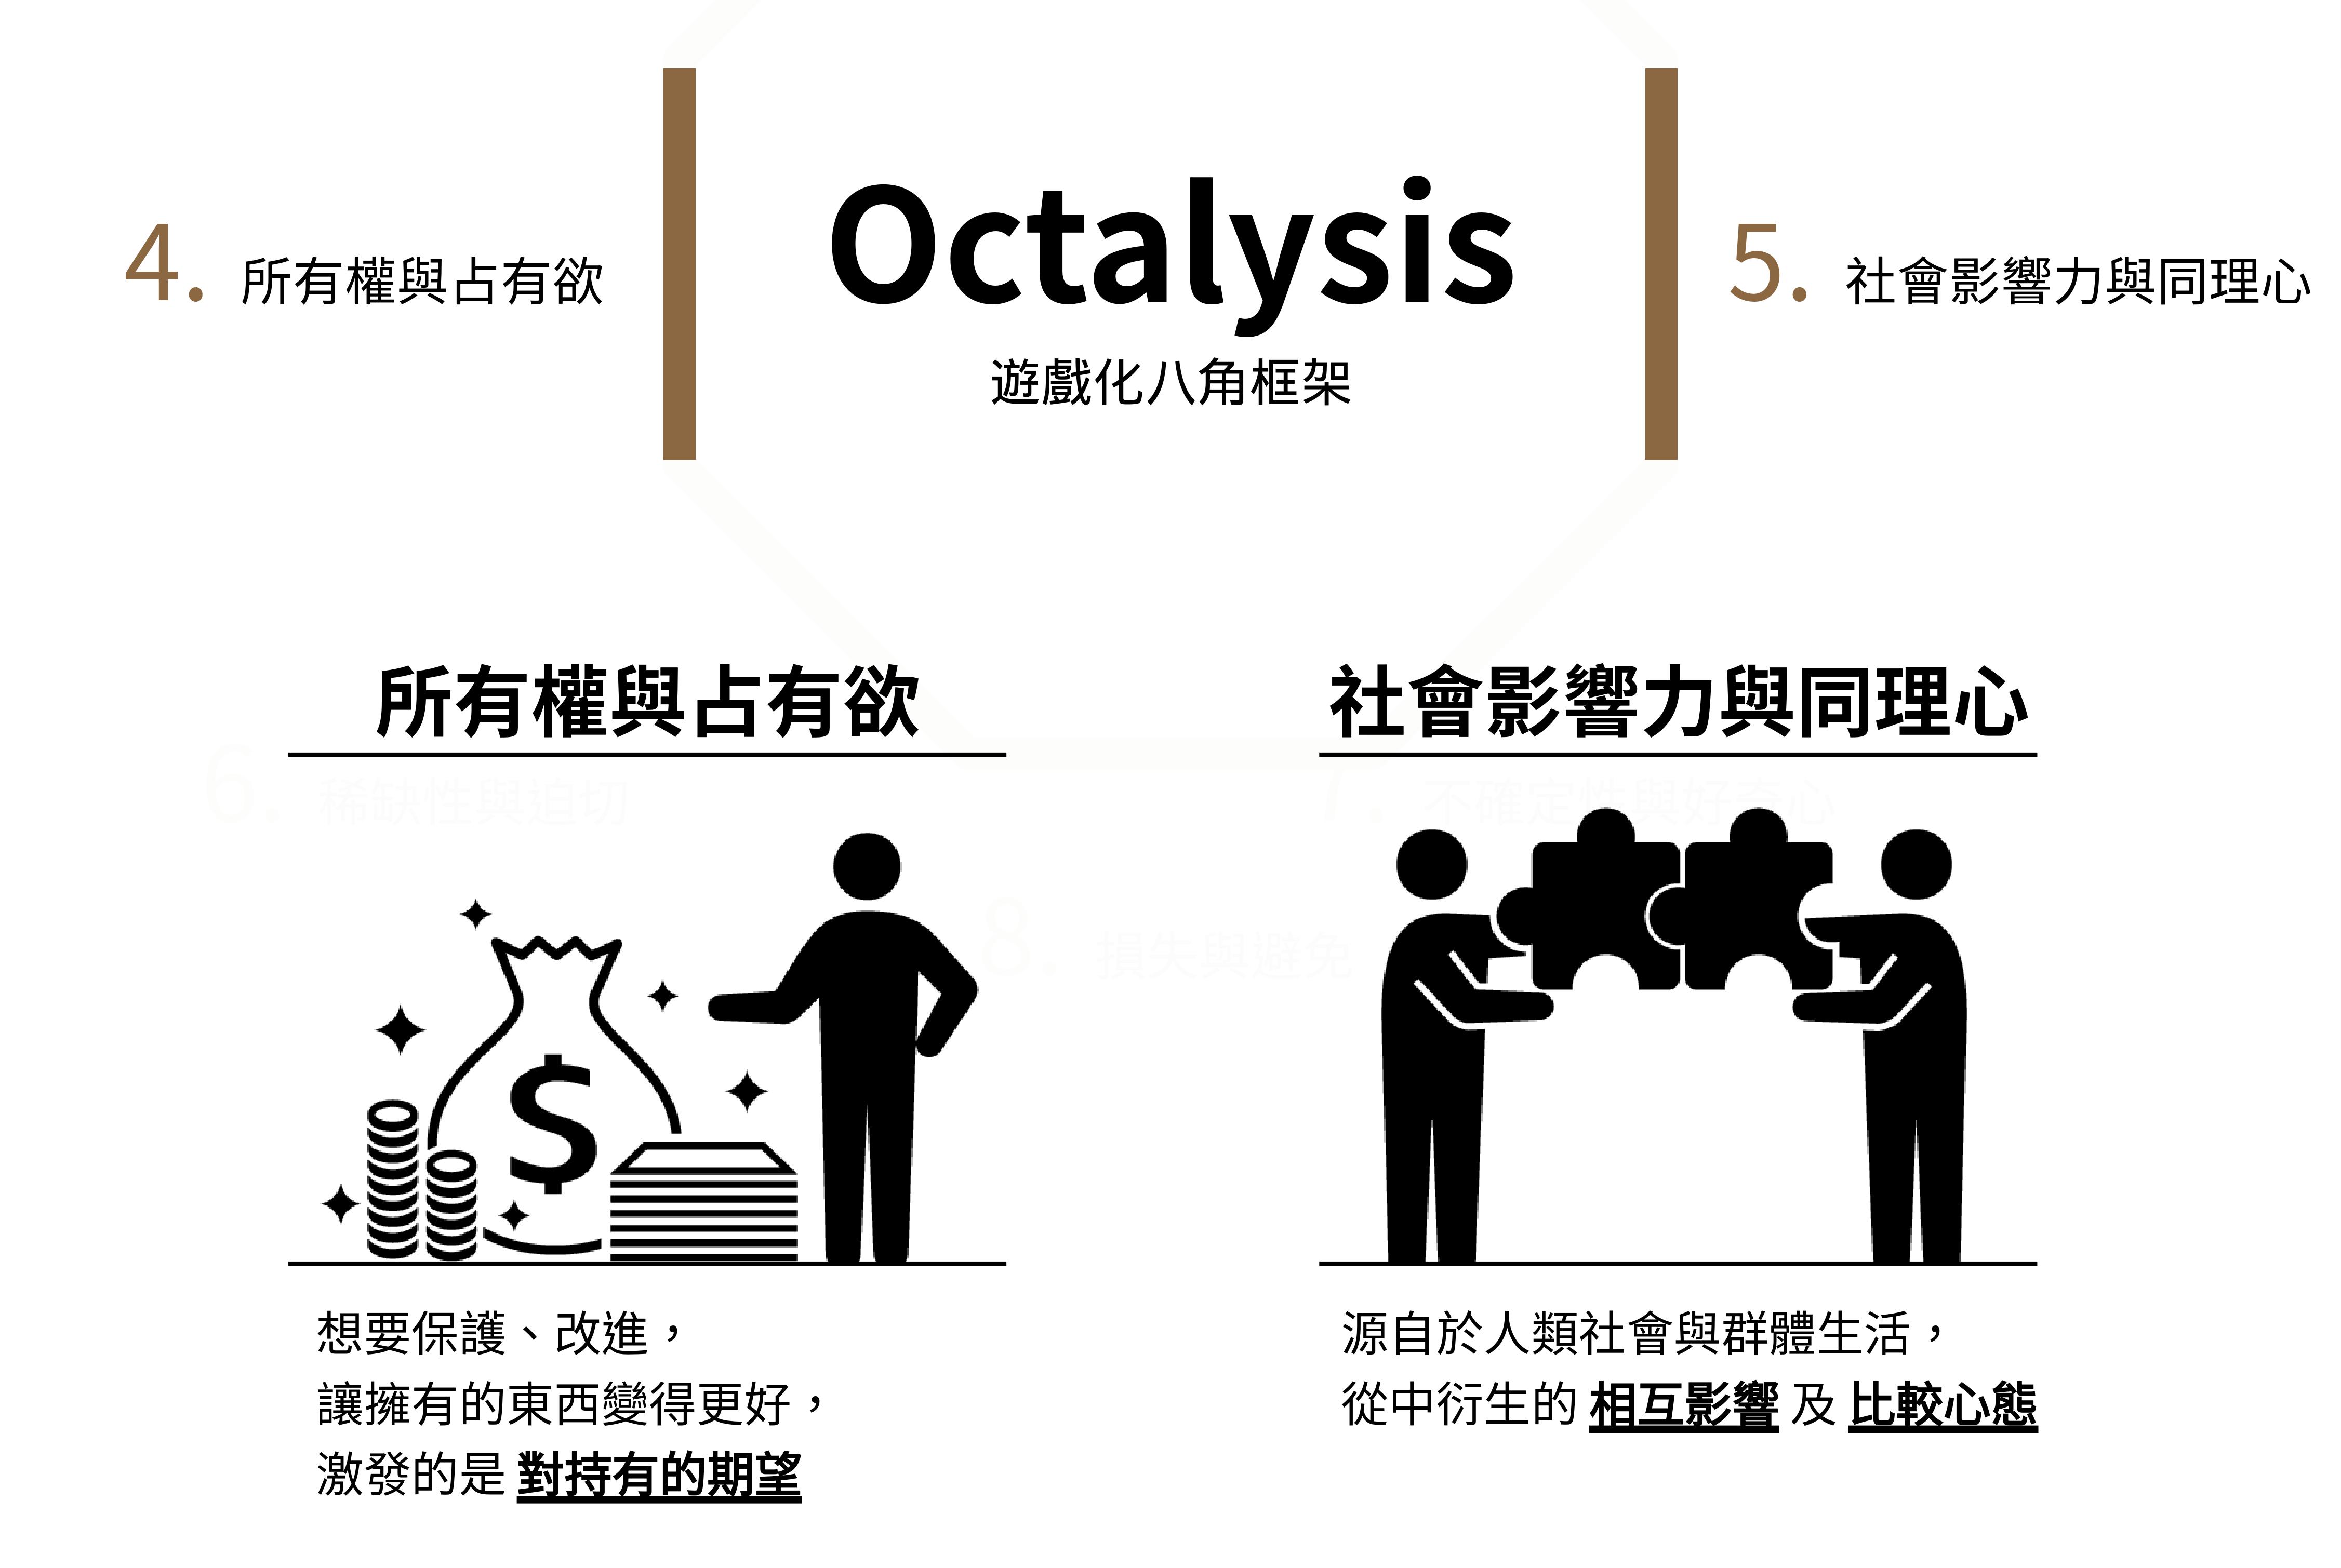 Octalysis
遊戲化八角框架
4. 所有權與占有欲
5. 社會影響力與同理心
所有權與占有欲
6. 稀缺性與迫切
$
想要保護、改進，
讓擁有的東西變得更好，
激發的是 對持有的期望
社會影響力與同理心
7. 不確定性與好奇心
8. 損失與避免
源自於人類社會與群體生活，
從中衍生的 相互影響 及 比較心態